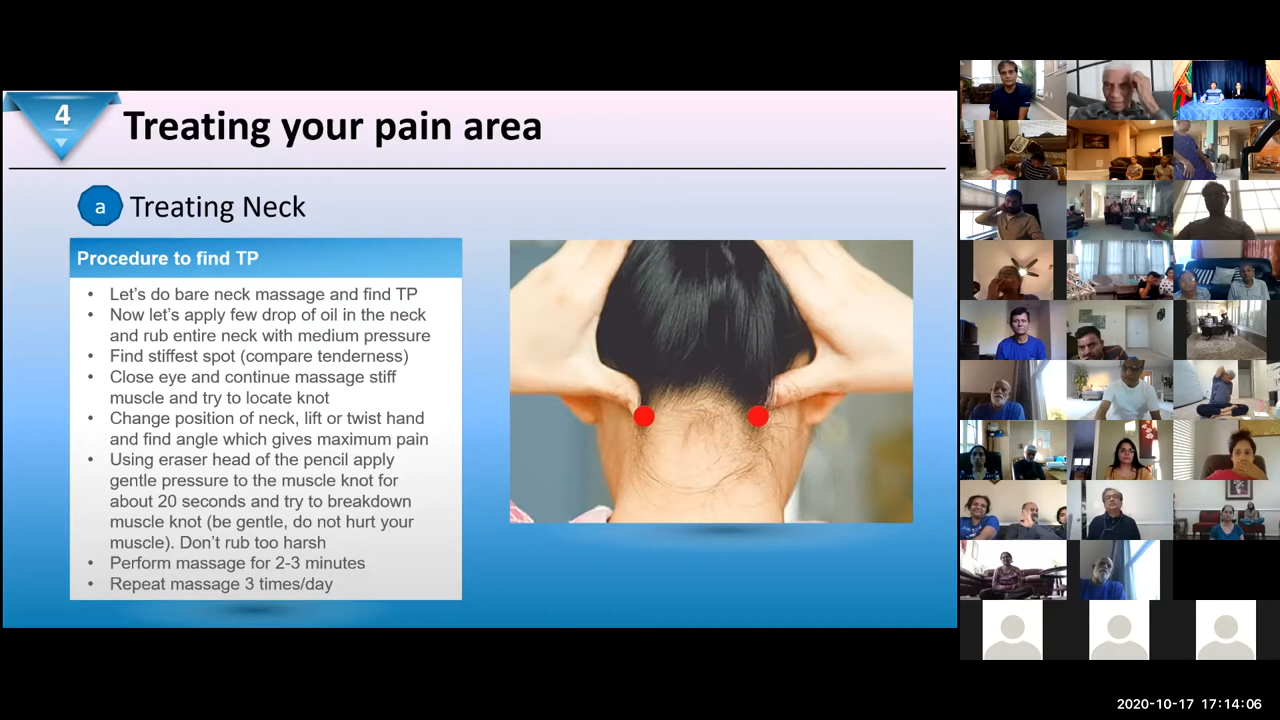 4
Treating your pain area
a
Treating Neck
Procedure to find TP
• Let's do bare neck massage and find TP
• Now let's apply few drop of oil in the neck
and rub entire neck with medium pressure
• Find stiffest spot (compare tenderness)
• Close eye and continue massage stiff
muscle and try to locate knot
• Change position of neck, lift or twist hand
and find angle which gives maximum pain
• Using eraser head of the pencil apply
gentle pressure to the muscle knot for
about 20 seconds and try to breakdown
muscle knot (be gentle, do not hurt your
muscle). Don't rub too harsh
• Perform massage for 2-3 minutes
• Repeat massage 3 times/day
2020-10-17 17:14:06